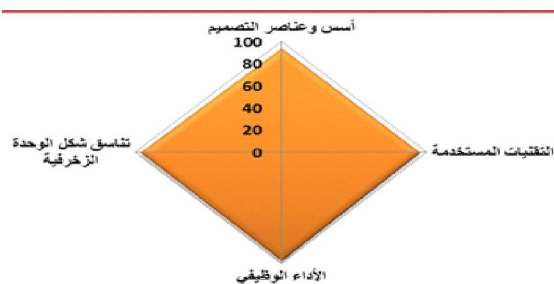 أسس وعناصر التصميم
100
80
60
40
20
0
تناسق شكل الوحدة
الزخرفية
التقنيات المستخدمة
الأداء الوظيفي